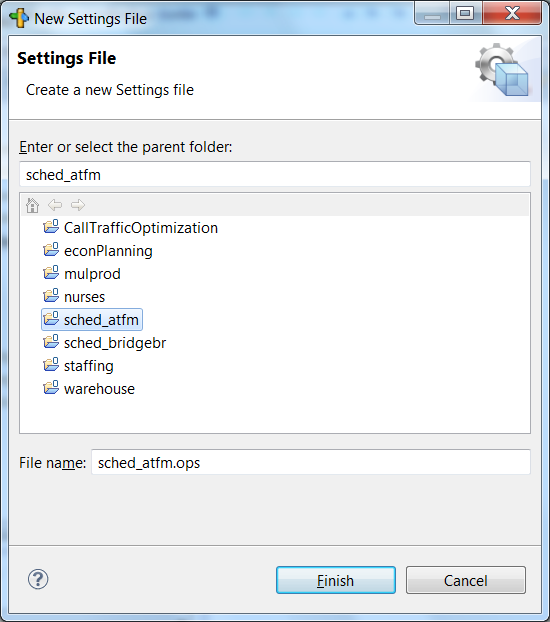 New Settings File
Settings File
Create a new Settings file
Enter or select the parent folder:
sched_atfm
CallTrafficOptimization
econPlanning
mulprod
nurses
sched_atfm
sched_bridgebr
staffing
warehouse
File name: sched_atfm.ops
Finish Cancel